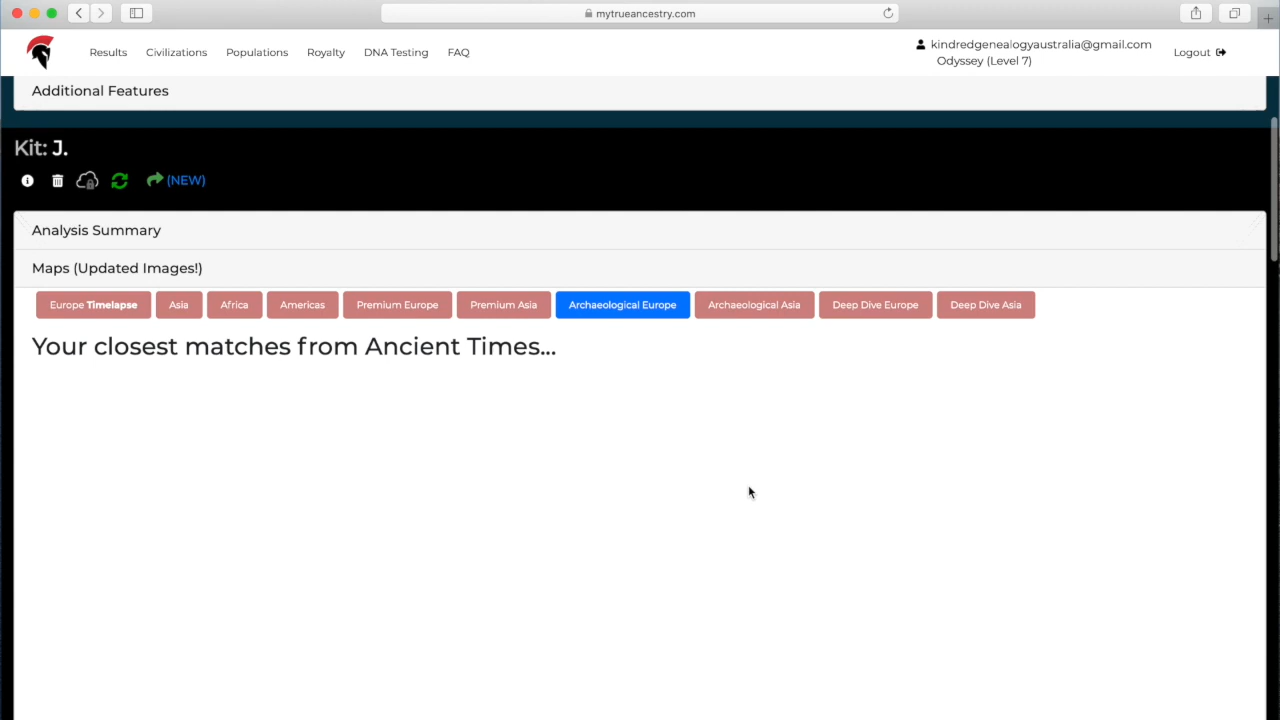 mytrueancestry.com
Results Civilizations Populations Royalty DNA Testing FAQ
kindredgenealogyaustralia@gmail.com
Odyssey (Level 7)
Logout
Additional Features
Kit: J.
(NEW)
Analysis Summary
Maps (Updated Images!)
Europe Timelapse Asia Africa Americas Premium Europe Premium Asia Archaeological Europe Archaeological Asia Deep Dive Europe Deep Dive Asia
Your closest matches from Ancient Times...